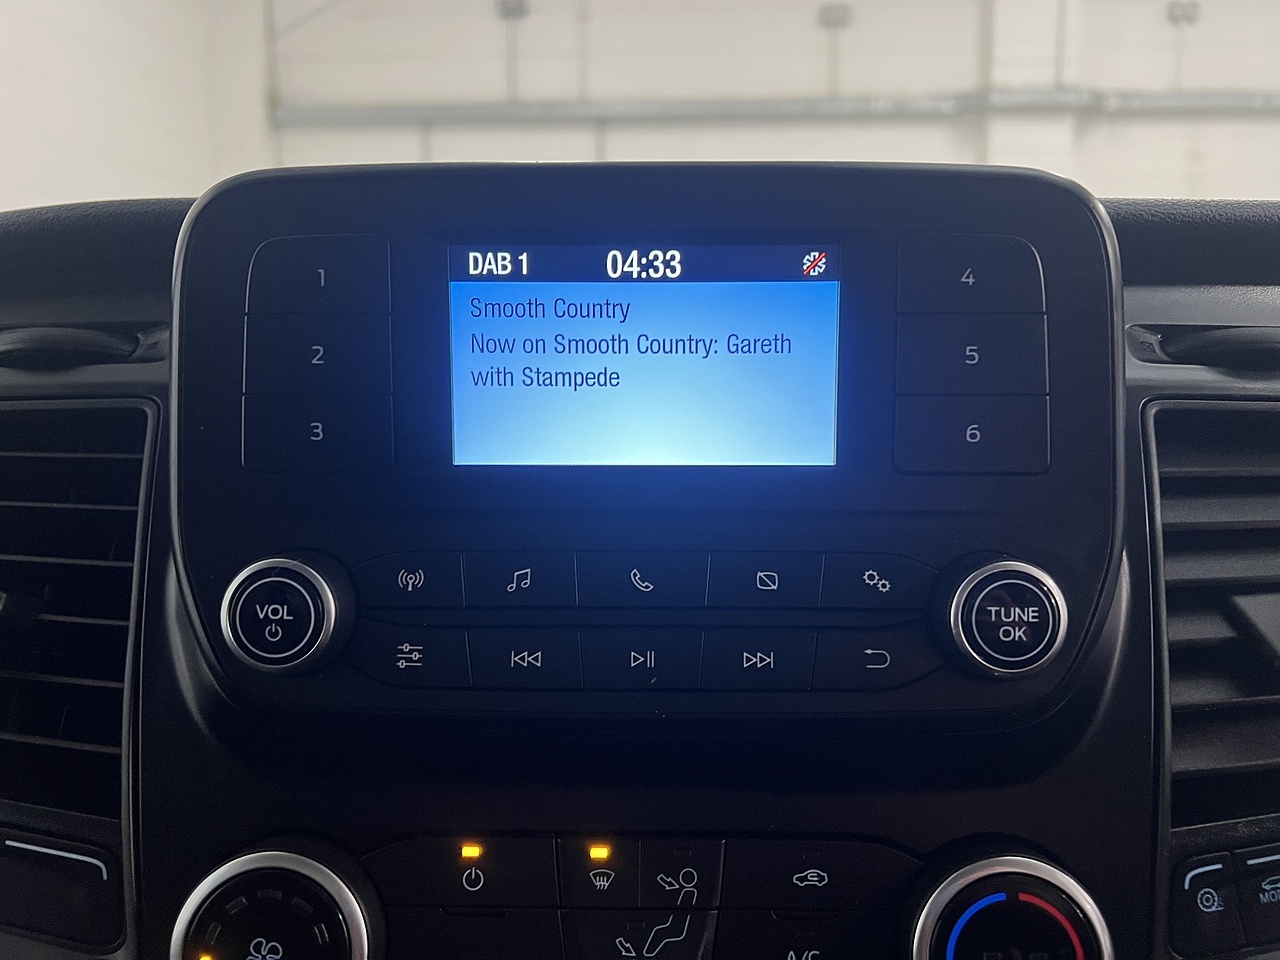 DAB 1 04:33
Smooth Country
Now on Smooth Country: Gareth
with Stampede
1
2
3
4
5
6
VOL
TUNE
OK
A/C